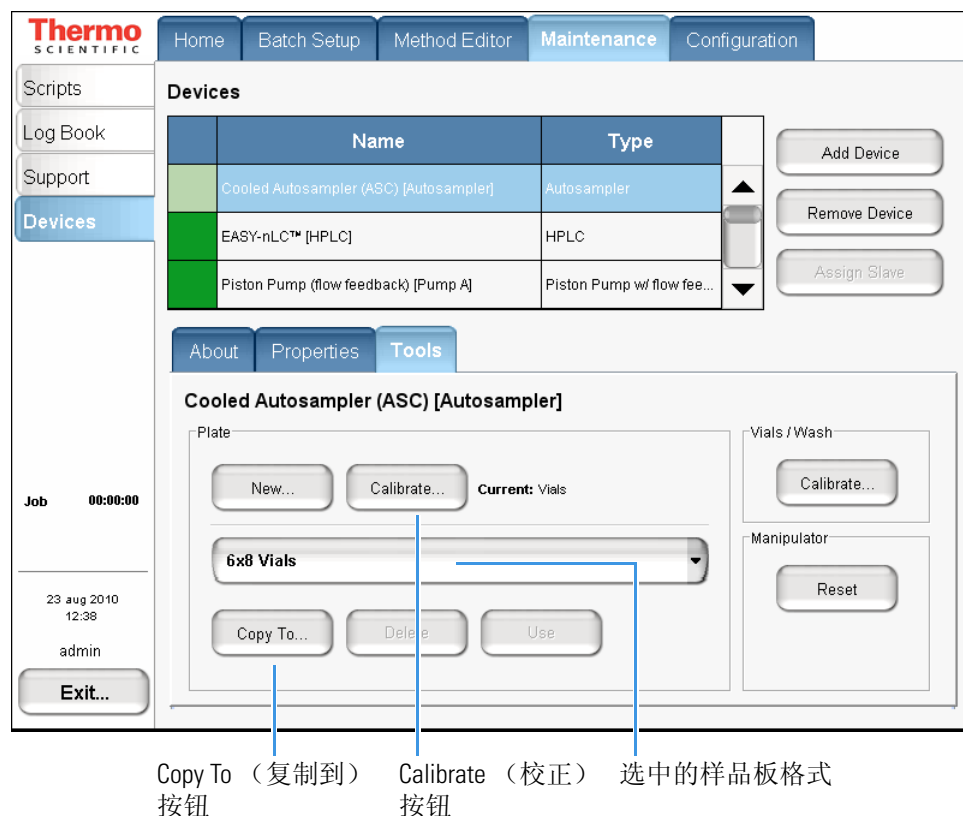 Thermo
SCIENTIFIC
Home Batch Setup Method Editor Maintenance Configuration
Scripts
Log Book
Support
Devices
Devices
Name Type
Cooled Autosampler (ASC) [Autosampler] Autosampler
EASY-nLC™ [HPLC] HPLC
Piston Pump (flow feedback) [Pump A] Piston Pump w/ flow fee...
Add Device
Remove Device
Assign Slave
About Properties Tools
Cooled Autosampler (ASC) [Autosampler]
Plate
New... Calibrate... Current: Vials
6x8 Vials
Copy To... Delete Use
Vials / Wash
Calibrate...
Manipulator
Reset
Job 00:00:00
23 aug 2010
12:38
admin
Exit...
Copy To （复制到）
按钮
Calibrate （校正）
按钮
选中的样品板格式